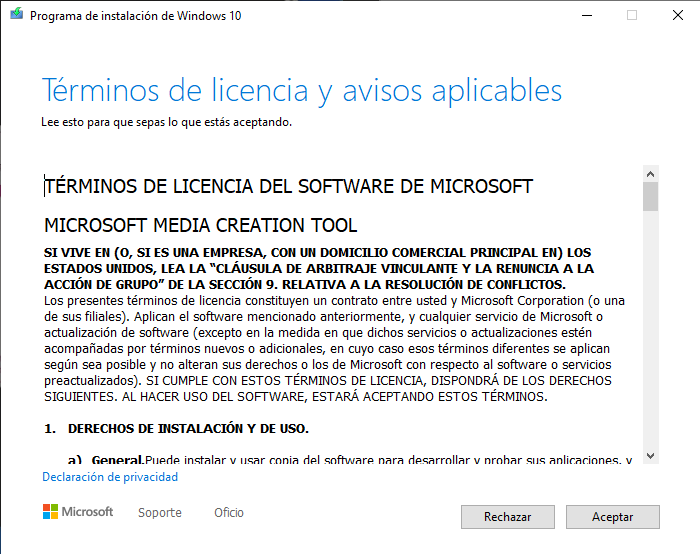 Programa de instalación de Windows 10
Términos de licencia y avisos aplicables
Lee esto para que sepas lo que estás aceptando.
TÉRMINOS DE LICENCIA DEL SOFTWARE DE MICROSOFT
MICROSOFT MEDIA CREATION TOOL
SI VIVE EN (O, SI ES UNA EMPRESA, CON UN DOMICILIO COMERCIAL PRINCIPAL EN) LOS
ESTADOS UNIDOS, LEA LA “CLÁUSULA DE ARBITRAJE VINCULANTE Y LA RENUNCIA A LA
ACCIÓN DE GRUPO” DE LA SECCIÓN 9. RELATIVA A LA RESOLUCIÓN DE CONFLICTOS.
Los presentes términos de licencia constituyen un contrato entre usted y Microsoft Corporation (o una
de sus filiales). Aplican el software mencionado anteriormente, y cualquier servicio de Microsoft o
actualización de software (excepto en la medida en que dichos servicios o actualizaciones estén
acompañadas por términos nuevos o adicionales, en cuyo caso esos términos diferentes se aplican
según sea posible y no alteran sus derechos o los de Microsoft con respecto al software o servicios
preactualizados). SI CUMPLE CON ESTOS TÉRMINOS DE LICENCIA, DISPONDRÁ DE LOS DERECHOS
SIGUIENTES. AL HACER USO DEL SOFTWARE, ESTARÁ ACEPTANDO ESTOS TÉRMINOS.
1. DERECHOS DE INSTALACIÓN Y DE USO.
a) General.Puede instalar y usar copia del software para desarrollar y probar sus aplicaciones, y
Declaración de privacidad
Microsoft Soporte Oficio
Rechazar Aceptar